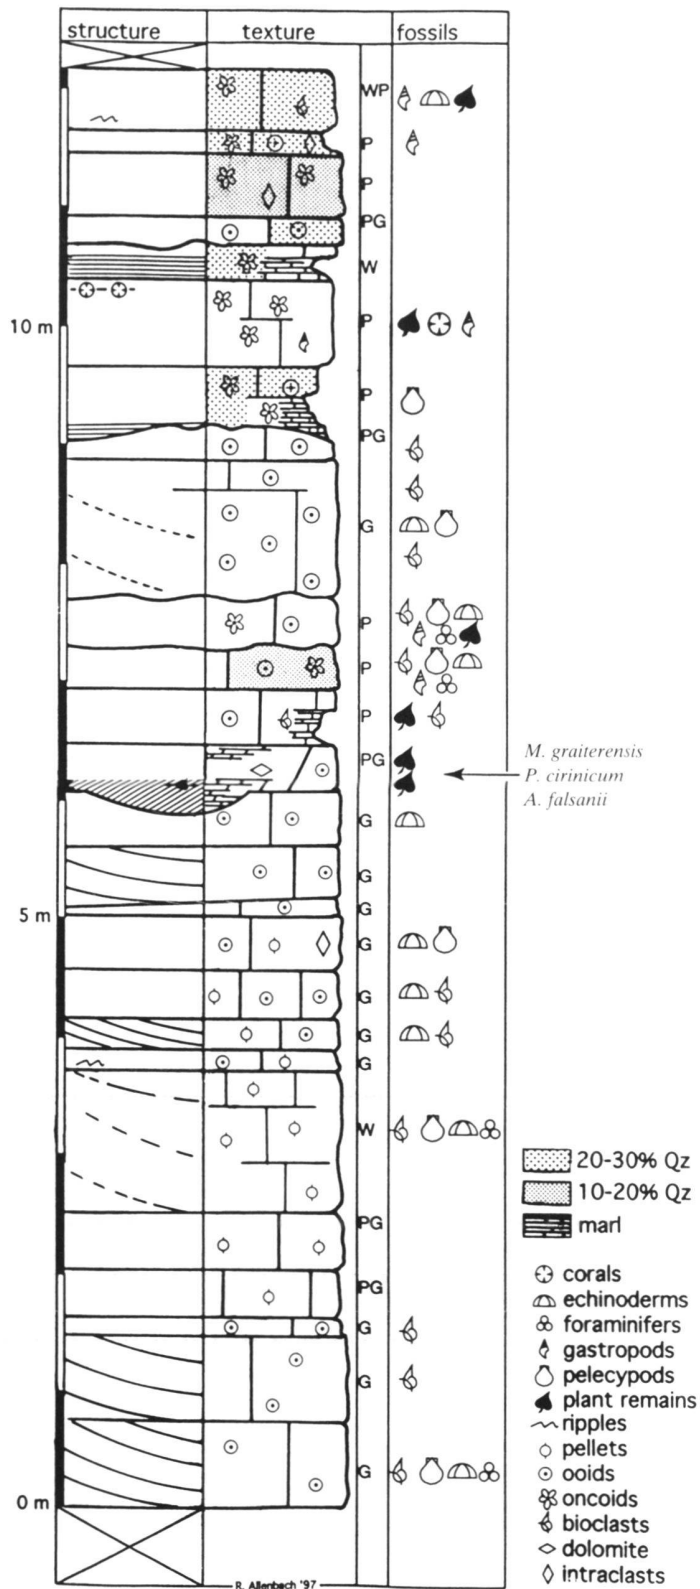 structure texture fossils
WP
P
P
PG
W
10 m P
P
PG
G
P
P
P
PG
M. graiterensis
P. cirinicum
A. falsanii
G
G
5 m G
G
G
G
G
W
PG
PG
G
G
G
0 m
20-30% Qz
10-20% Qz
marl
corals
echinoderms
foraminifers
gastropods
pelecypods
plant remains
ripples
pellets
ooids
oncoids
bioclasts
dolomite
intraclasts
R. Allenbach '97